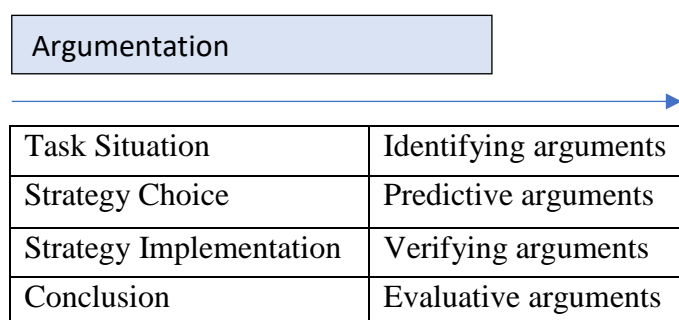 Argumentation
Task Situation Identifying arguments
Strategy Choice Predictive arguments
Strategy Implementation Verifying arguments
Conclusion Evaluative arguments